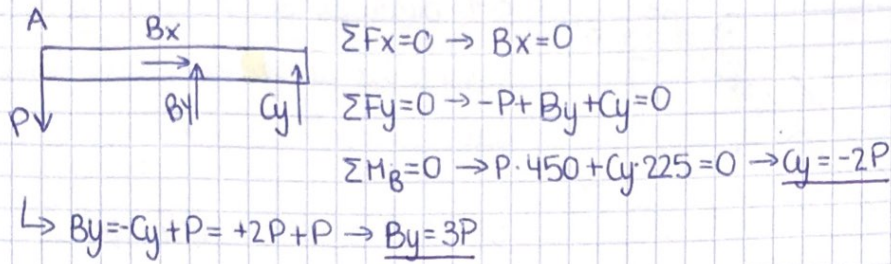 A
Bx
P
By
Cy
ΣFx=0 → Bx=0
ΣFy=0 → -P+By+Cy=0
ΣM_B=0 → P·450+Cy·225=0 → Cy=-2P
↳ By=-Cy+P= +2P+P → By=3P